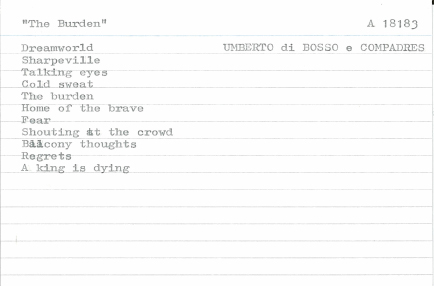 "The Burden" A 18183
Dreamworld UMBERTO di BOSSO e COMPADRES
Sharpeville
Talking eyes
Cold sweat
The burden
Home of the brave
Fear
Shouting at the crowd
Balcony thoughts
Regrets
A king is dying